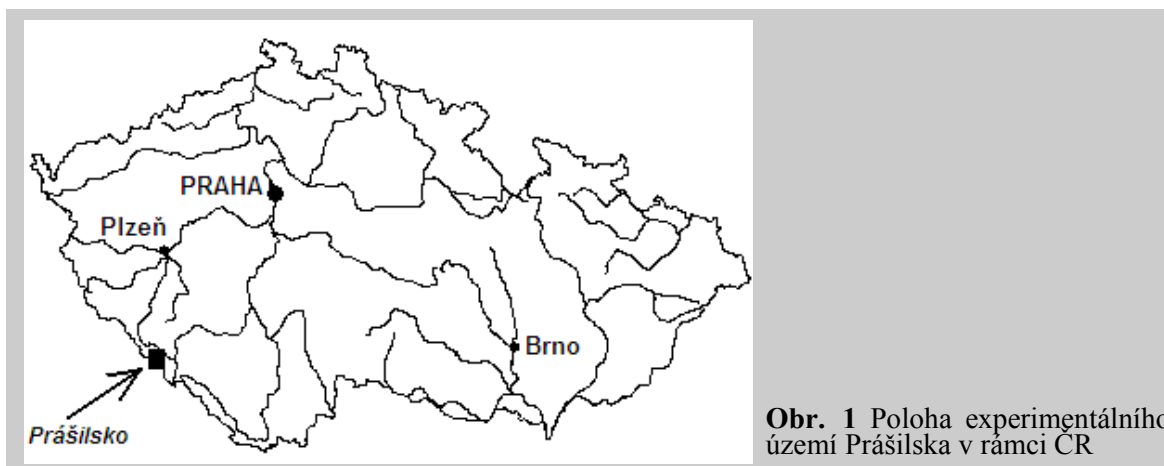 PRAHA
Plzeň
Brno
Prášilsko
Obr. 1 Poloha experimentálního
území Prášilska v rámci ČR